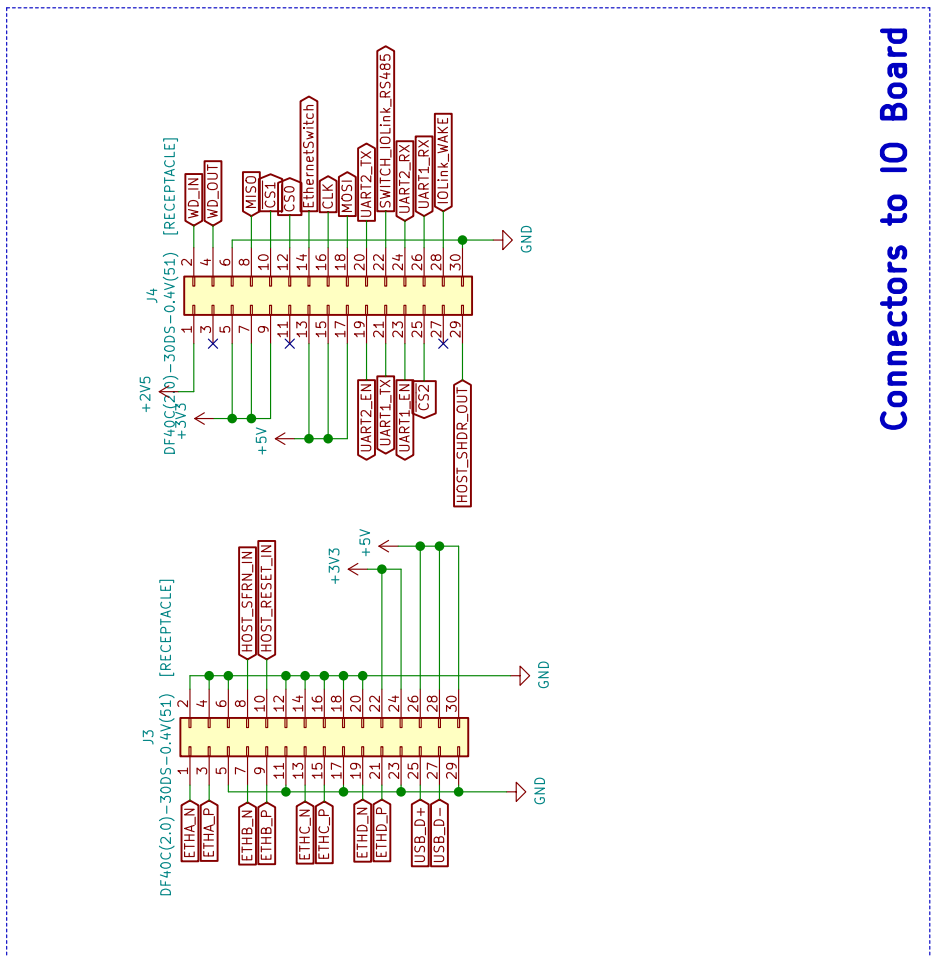 Connectors to IO Board
J4
DF40C(2.0)-30DS-0.4V(51)
[RECEPTACLE]
+2V5
+3V3
+5V
1
3
5
7
9
11
13
15
17
19
21
23
25
27
29
UART2_EN
UART1_TX
UART1_EN
CS2
HOST_SHDR_OUT
2
4
6
8
10
12
14
16
18
20
22
24
26
28
30
WD_IN
WD_OUT
MISO
CS1
CS0
EthernetSwitch
CLK
MOSI
UART2_TX
SWITCH_IOLink_RS485
UART2_RX
UART1_RX
IOLink_WAKE
GND
J3
DF40C(2.0)-30DS-0.4V(51)
[RECEPTACLE]
ETHA_N
ETHA_P
ETHB_N
ETHB_P
ETHC_N
ETHC_P
ETHD_N
ETHD_P
USB_D+
USB_D-
1
3
5
7
9
11
13
15
17
19
21
23
25
27
29
GND
2
4
6
8
10
12
14
16
18
20
22
24
26
28
30
HOST_SFRN_IN
HOST_RESET_IN
+3V3
+5V
GND